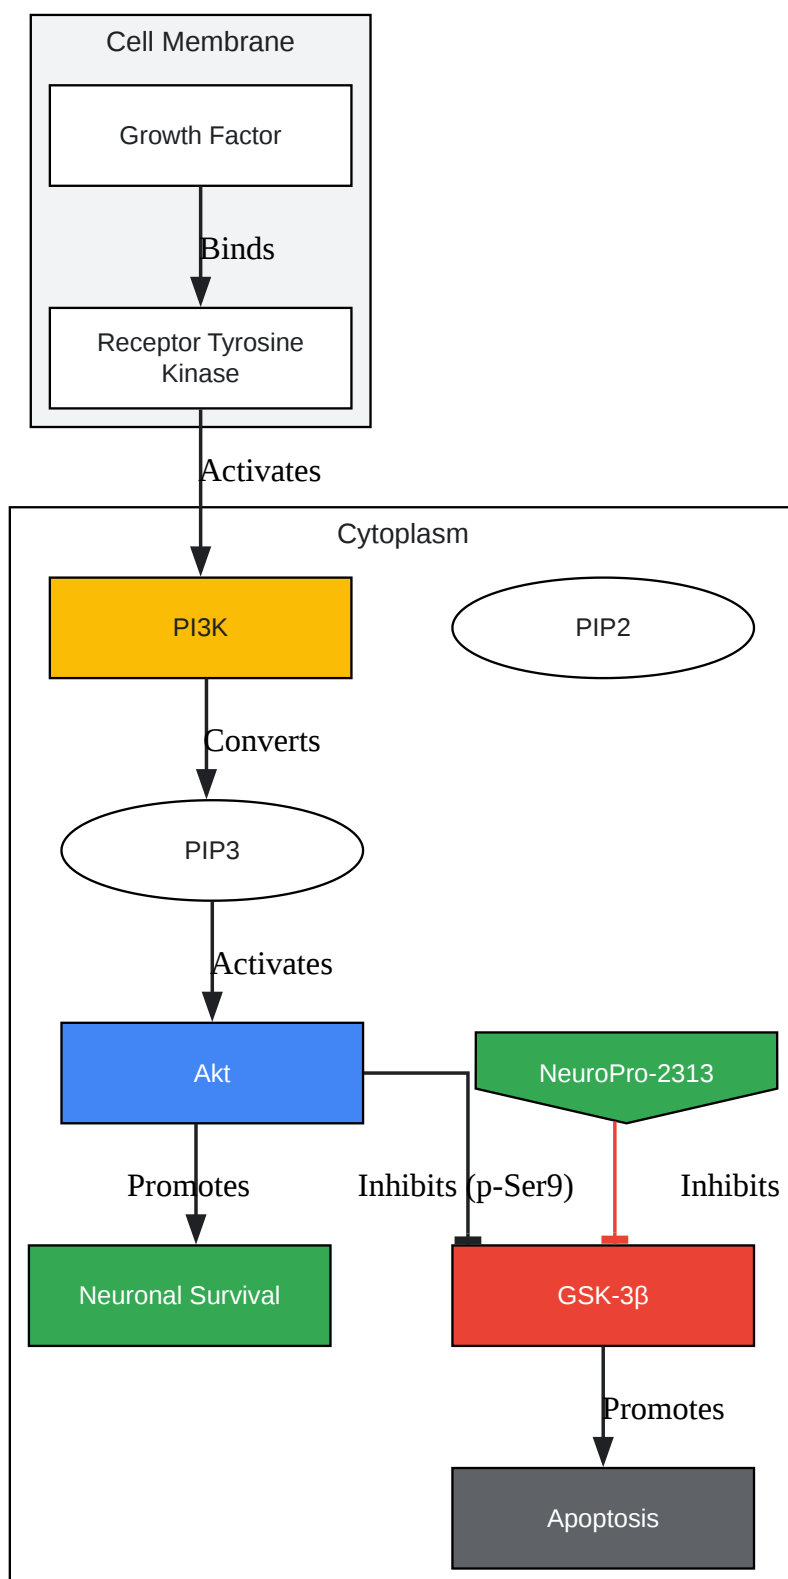 Cell Membrane
Growth Factor
Binds
Receptor Tyrosine
Kinase
Activates
Cytoplasm
PI3K
PIP2
Converts
PIP3
Activates
Akt
NeuroPro-2313
Promotes
Inhibits (p-Ser9)
Inhibits
Neuronal Survival
GSK-3β
Promotes
Apoptosis